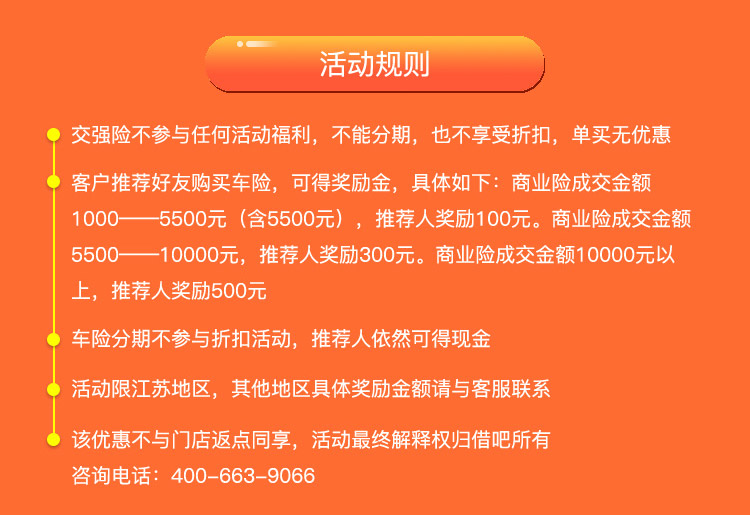 活动规则
交强险不参与任何活动福利，不能分期，也不享受折扣，单买无优惠
客户推荐好友购买车险，可得奖励金，具体如下：商业险成交金额
1000——5500元（含5500元），推荐人奖励100元。商业险成交金额
5500——10000元，推荐人奖励300元。商业险成交金额10000元以
上，推荐人奖励500元
车险分期不参与折扣活动，推荐人依然可得现金
活动限江苏地区，其他地区具体奖励金额请与客服联系
该优惠不与门店返点同享，活动最终解释权归借吧所有
咨询电话：400-663-9066